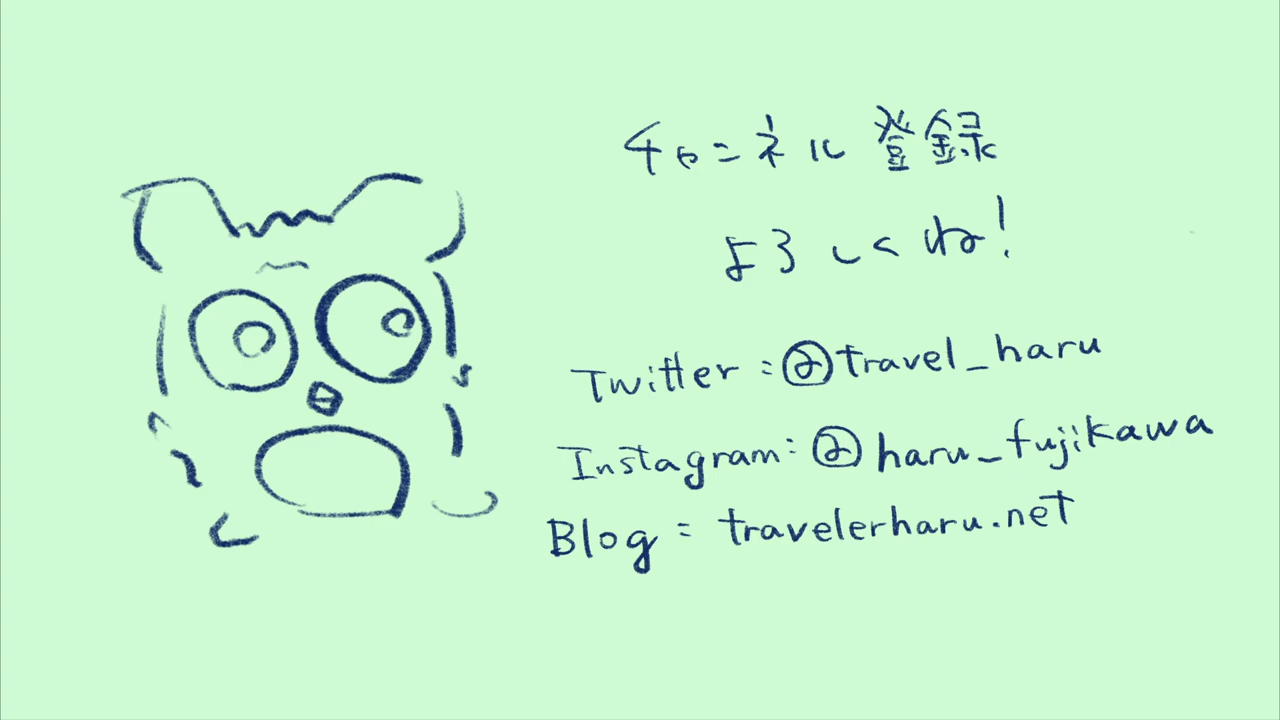 チャンネル登録
よろしくね!
Twitter:@travel_haru
Instagram:@haru_fujikawa
Blog:travelerharu.net